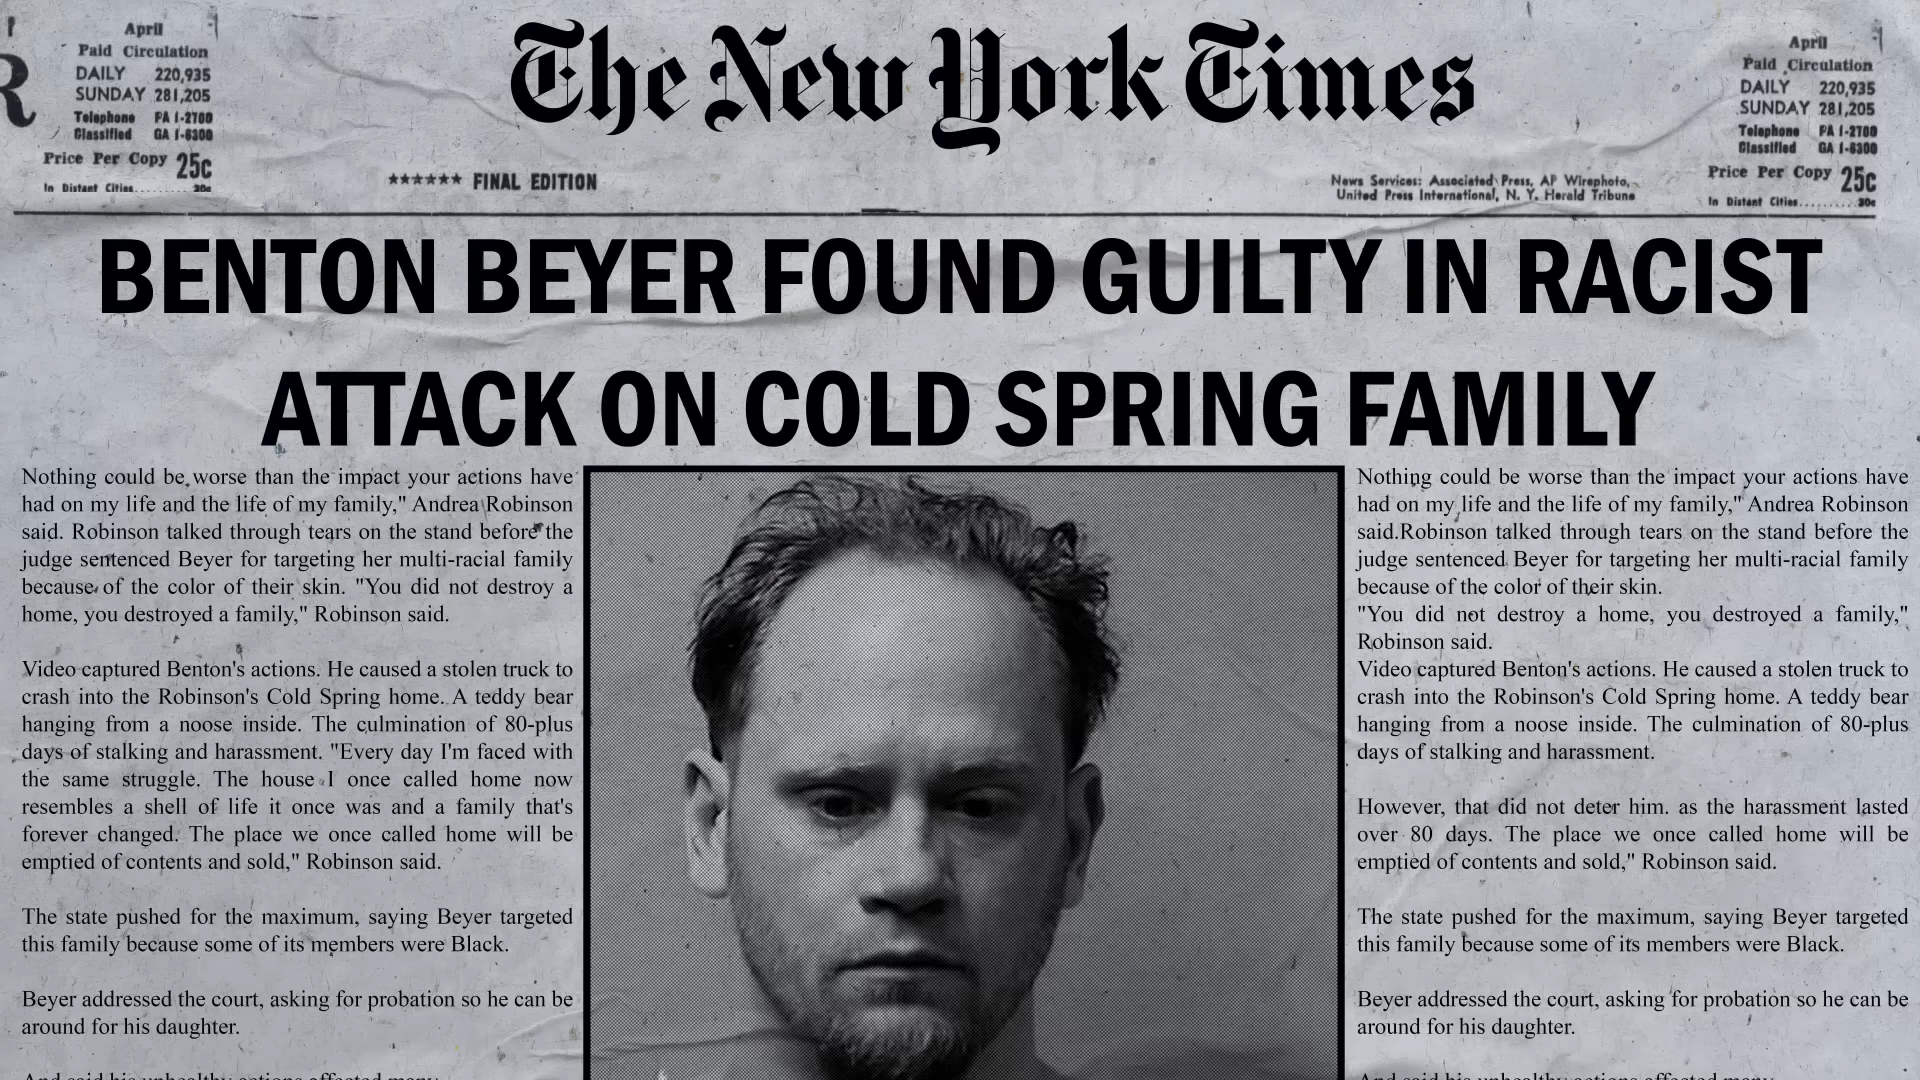 April
Paid Circulation
DAILY 220,935
SUNDAY 281,205
Telephone PA 1-2700
Classified GA 1-6300
Price Per Copy 25c
In Distant Cities.......... 30c
The New York Times
****** FINAL EDITION
News Services: Associated Press, AP Wirephoto,
United Press International, N. Y. Herald Tribune
April
Paid Circulation
DAILY 220,935
SUNDAY 281,205
Telephone PA 1-2700
Classified GA 1-6300
Price Per Copy 25c
In Distant Cities.......... 30c
BENTON BEYER FOUND GUILTY IN RACIST
ATTACK ON COLD SPRING FAMILY
Nothing could be worse than the impact your actions have
had on my life and the life of my family," Andrea Robinson
said. Robinson talked through tears on the stand before the
judge sentenced Beyer for targeting her multi-racial family
because of the color of their skin. "You did not destroy a
home, you destroyed a family," Robinson said.
Video captured Benton's actions. He caused a stolen truck to
crash into the Robinson's Cold Spring home. A teddy bear
hanging from a noose inside. The culmination of 80-plus
days of stalking and harassment. "Every day I'm faced with
the same struggle. The house I once called home now
resembles a shell of life it once was and a family that's
forever changed. The place we once called home will be
emptied of contents and sold," Robinson said.
The state pushed for the maximum, saying Beyer targeted
this family because some of its members were Black.
Beyer addressed the court, asking for probation so he can be
around for his daughter.
And said his unhealthy actions affected many
Nothing could be worse than the impact your actions have
had on my life and the life of my family," Andrea Robinson
said.Robinson talked through tears on the stand before the
judge sentenced Beyer for targeting her multi-racial family
because of the color of their skin.
"You did not destroy a home, you destroyed a family,"
Robinson said.
Video captured Benton's actions. He caused a stolen truck to
crash into the Robinson's Cold Spring home. A teddy bear
hanging from a noose inside. The culmination of 80-plus
days of stalking and harassment.
However, that did not deter him. as the harassment lasted
over 80 days. The place we once called home will be
emptied of contents and sold," Robinson said.
The state pushed for the maximum, saying Beyer targeted
this family because some of its members were Black.
Beyer addressed the court, asking for probation so he can be
around for his daughter.
And said his unhealthy actions affected many